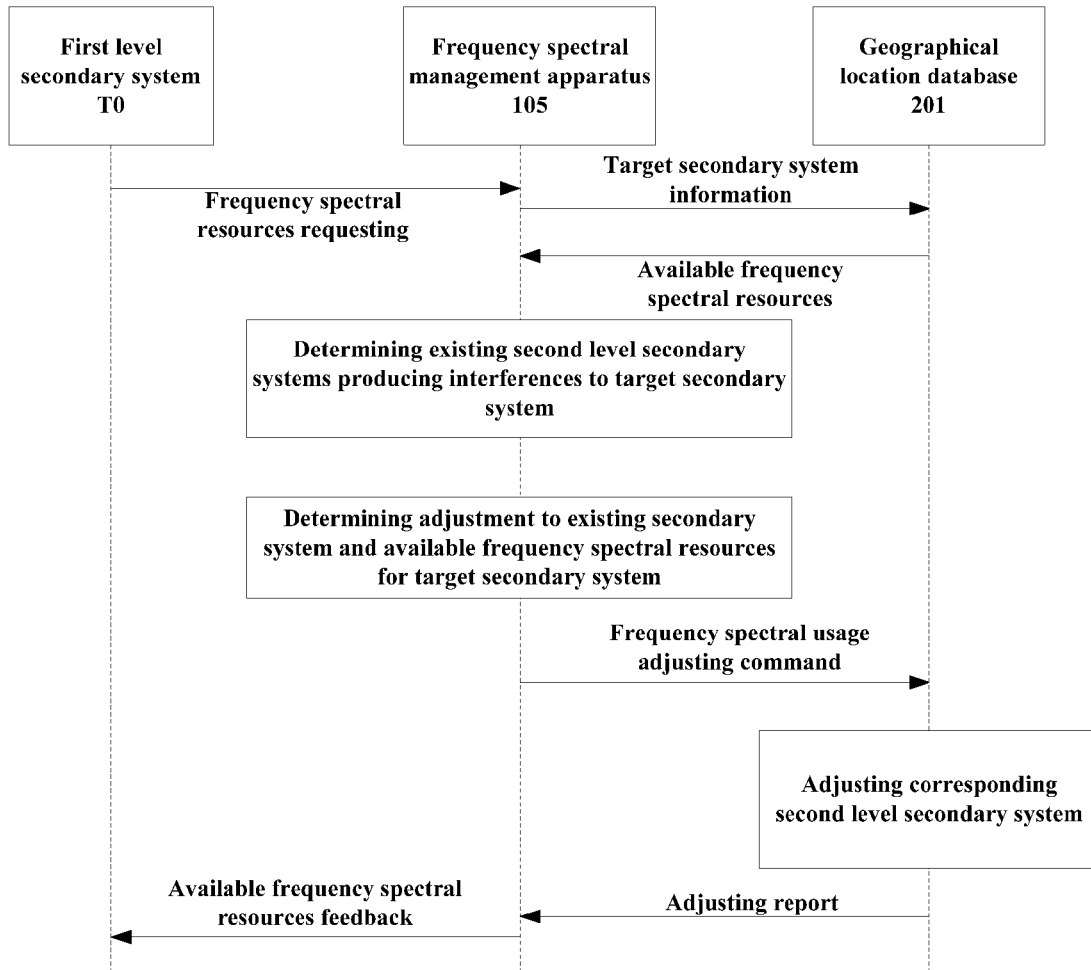 First level
secondary system
T0
Frequency spectral
management apparatus
105
Geographical
location database
201
Target secondary system
information
Frequency spectral
resources requesting
Available frequency
spectral resources
Determining existing second level secondary
systems producing interferences to target secondary
system
Determining adjustment to existing secondary
system and available frequency spectral resources
for target secondary system
Frequency spectral usage
adjusting command
Adjusting corresponding
second level secondary system
Available frequency spectral
resources feedback
Adjusting report